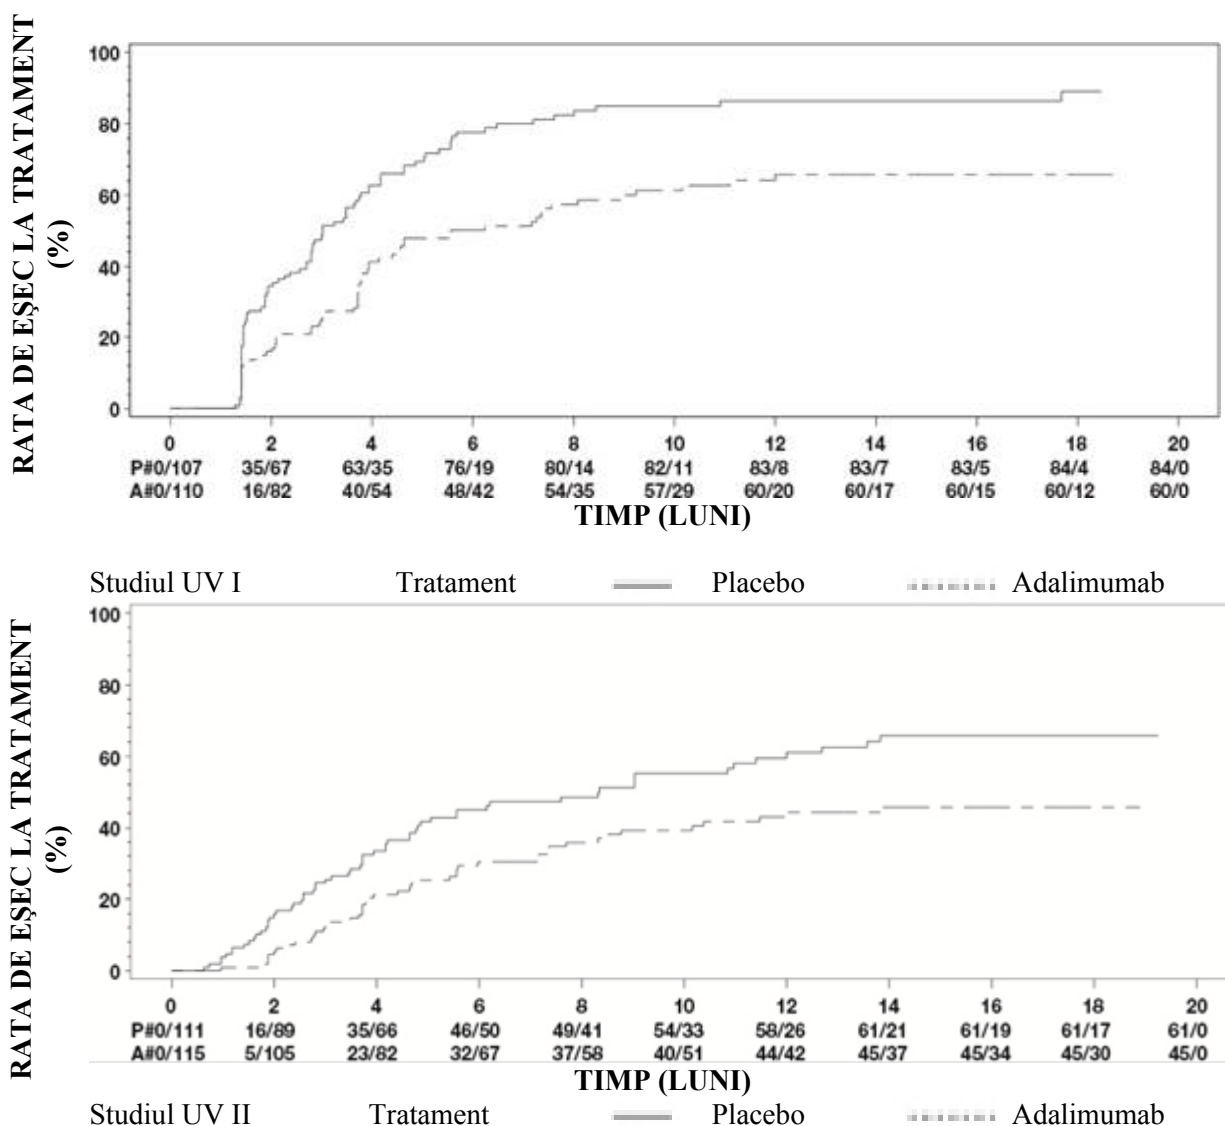 RATA DE EŞEC LA TRATAMENT
(%)
100
80
60
40
20
0
0 2 4 6 8 10 12 14 16 18 20
P#0/107 35/67 63/35 76/19 80/14 82/11 83/8 83/7 83/5 84/4 84/0
A#0/110 16/82 40/54 48/42 54/35 57/29 60/20 60/17 60/15 60/12 60/0
TIMP (LUNI)
Studiul UV I Tratament Placebo Adalimumab
RATA DE EŞEC LA TRATAMENT
(%)
100
80
60
40
20
0
0 2 4 6 8 10 12 14 16 18 20
P#0/111 16/89 35/66 46/50 49/41 54/33 58/26 61/21 61/19 61/17 61/0
A#0/115 5/105 23/82 32/67 37/58 40/51 44/42 45/37 45/34 45/30 45/0
TIMP (LUNI)
Studiul UV II Tratament Placebo Adalimumab